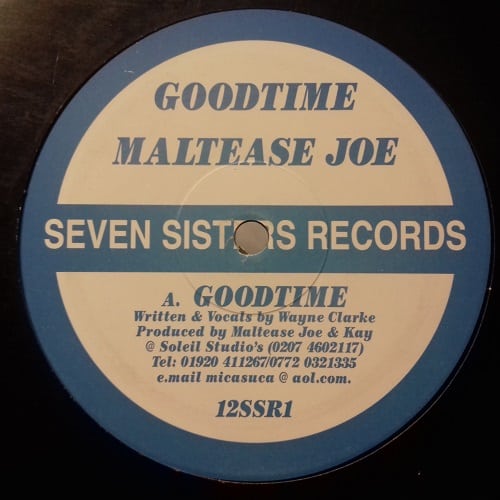 GOODTIME
MALTEASE JOE
SEVEN SISTERS RECORDS
A. GOODTIME
Written & Vocals by Wayne Clarke
Produced by Maltease Joe & Kay
@ Soleil Studio's (0207 4602117)
Tel: 01920 411267/0772 0321335
e.mail micasuca @ aol.com.
12SSR1